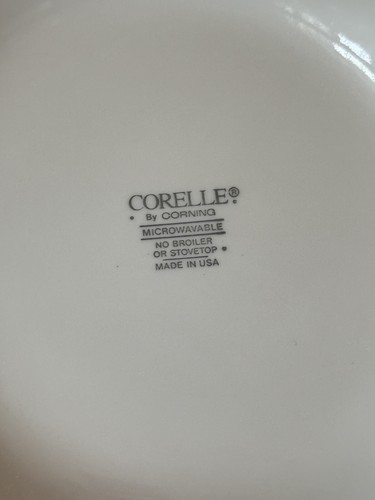 CORELLE®
By CORNING
MICROWAVABLE
NO BROILER
OR STOVETOP
MADE IN USA